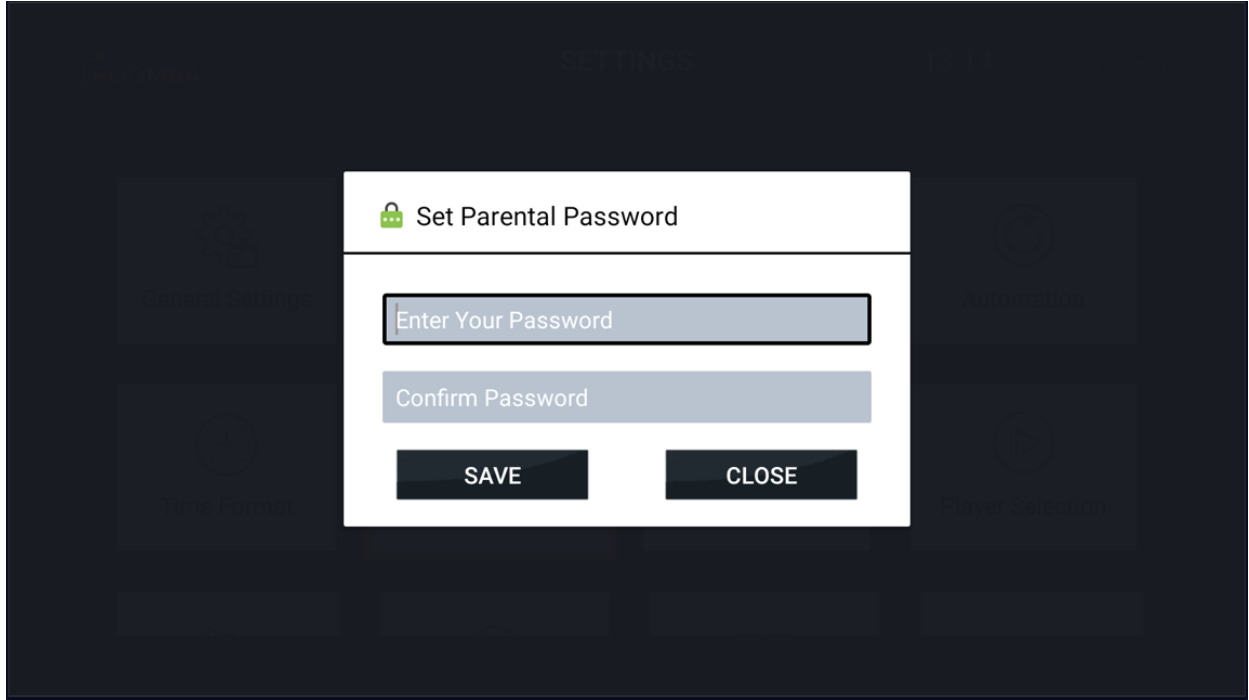 SETTINGS
Set Parental Password
General Settings
Automation
Enter Your Password
Confirm Password
SAVE
CLOSE
Time Format
Player Selection